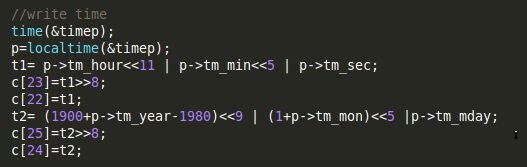 //write time
time(&timep);
p=localtime(&timep);
t1= p->tm_hour<<11 | p->tm_min<<5 | p->tm_sec;
c[23]=t1>>8;
c[22]=t1;
t2= (1900+p->tm_year-1980)<<9 | (1+p->tm_mon)<<5 |p->tm_mday;
c[25]=t2>>8;
c[24]=t2;